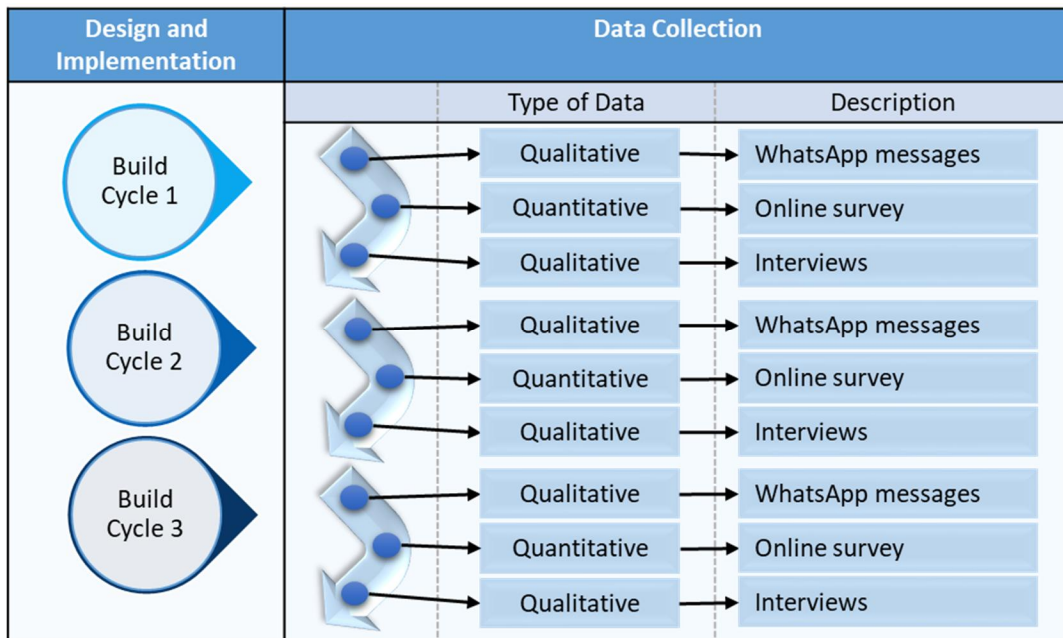 Design and
Implementation
Data Collection
Type of Data
Description
Build
Cycle 1
Qualitative
WhatsApp messages
Quantitative
Online survey
Qualitative
Interviews
Build
Cycle 2
Qualitative
WhatsApp messages
Quantitative
Online survey
Qualitative
Interviews
Build
Cycle 3
Qualitative
WhatsApp messages
Quantitative
Online survey
Qualitative
Interviews